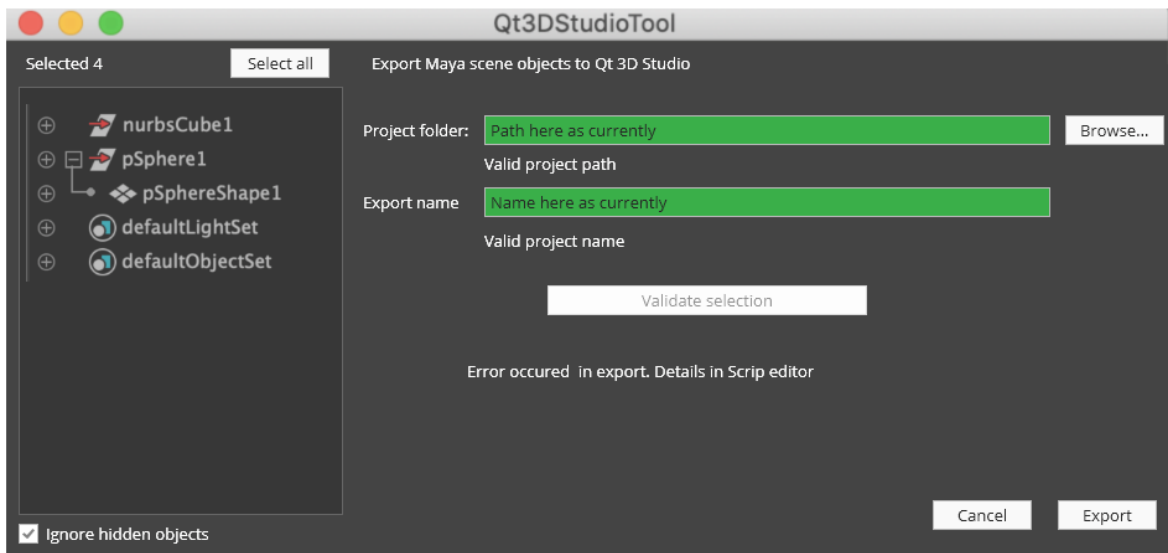 Qt3DStudioTool
Selected 4
Select all
Export Maya scene objects to Qt 3D Studio
nurbsCube1
pSphere1
pSphereShape1
defaultLightSet
defaultObjectSet
Project folder:
Path here as currently
Browse...
Valid project path
Export name
Name here as currently
Valid project name
Validate selection
Error occured  in export. Details in Scrip editor
Ignore hidden objects
Cancel
Export